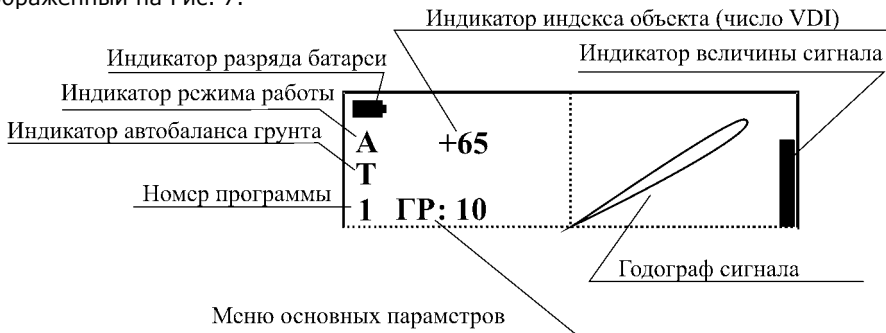 ображенный на Рис. 7.
Индикатор индекса объекта (число VDI)
Индикатор величины сигнала
Индикатор разряда батареи
Индикатор режима работы
Индикатор автобаланса грунта
Номер программы
А +65
Т
1 ГР: 10
Годограф сигнала
Меню основных параметров